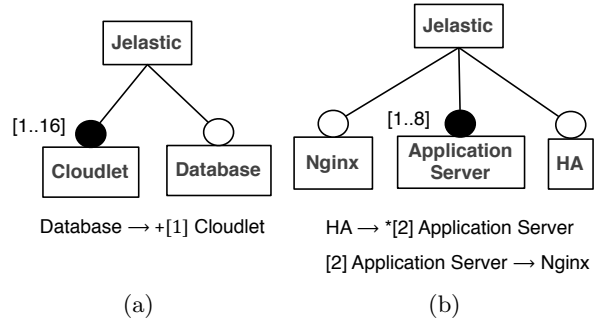 Jelastic
[1..16]
Cloudlet
Database
Database → +[1] Cloudlet
(a)
Jelastic
[1..8]
Nginx
Application
Server
HA
HA → *[2] Application Server
[2] Application Server → Nginx
(b)